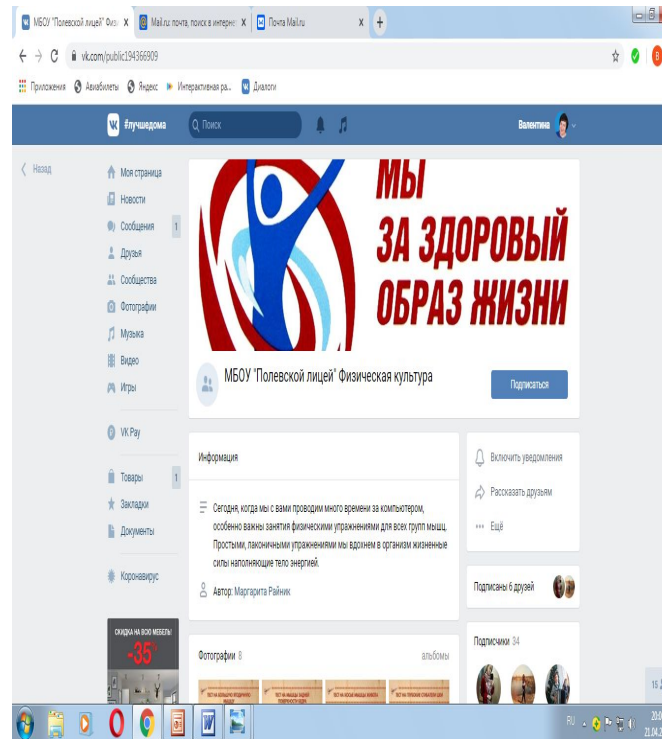 МБОУ "Полевской лицей" Физ
Mail.ru: почта, поиск в интерне
Почта Mail.ru
vk.com/public194366909
Приложения
Авиабилеты
Яндекс
Интерактивная ра...
Диалоги
#лучшедома
Поиск
Валентина
Назад
Моя страница
Новости
Сообщения 1
Друзья
Сообщества
Фотографии
Музыка
Видео
Игры
VK Pay
Товары 1
Закладки
Документы
Коронавирус
СКИДКА НА ВСЮ МЕБЕЛЬ!
-35
МЫ
ЗА ЗДОРОВЫЙ
ОБРАЗ ЖИЗНИ
МБОУ "Полевской лицей" Физическая культура
Подписаться
Информация
Сегодня, когда мы с вами проводим много времени за компьютером,
особенно важны занятия физическими упражнениями для всех групп мышц.
Простыми, лаконичными упражнениями мы вдохнем в организм жизненные
силы наполняющие тело энергией.
Автор: Маргарита Райник
Фотографии 8
альбомы
Включить уведомления
Рассказать друзьям
Ещё
Подписаны 6 друзей
Подписчики 34
15
RU